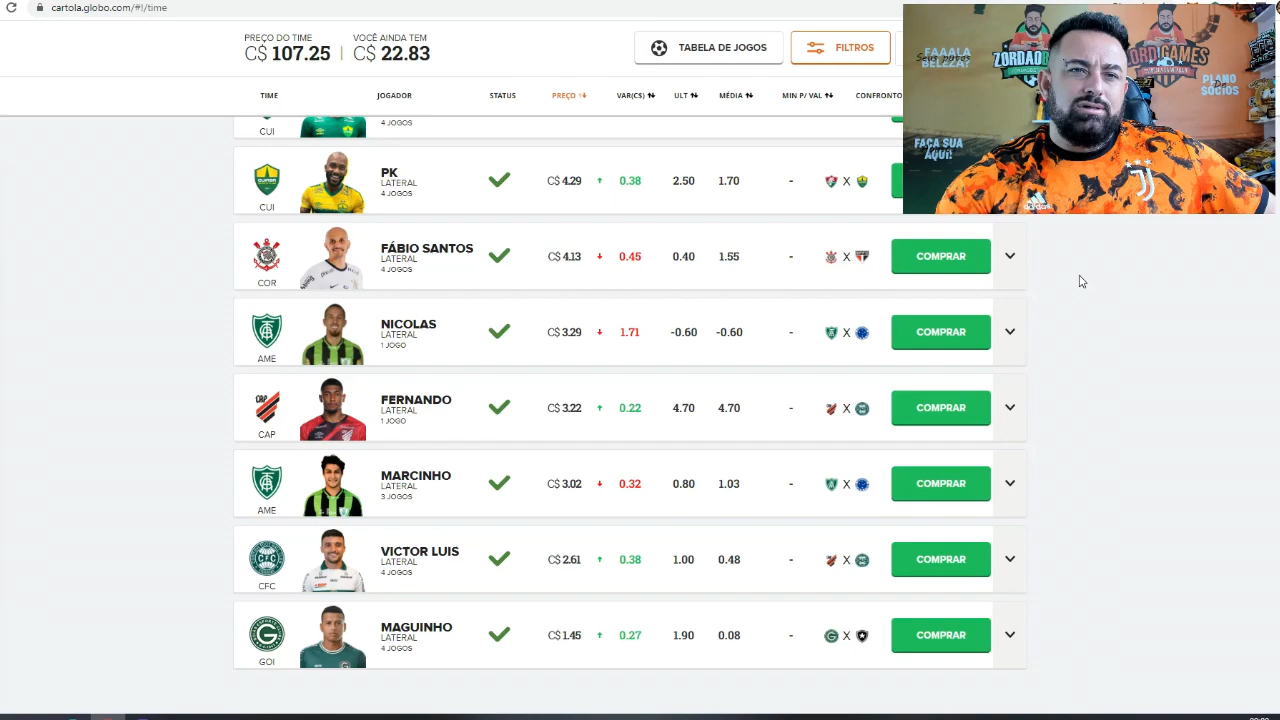 cartola.globo.com/#!/time
PREÇO DO TIME
C$ 107.25
VOCÊ AINDA TEM
C$ 22.83
TABELA DE JOGOS
FILTROS
TIME JOGADOR STATUS PREÇO VAR(C$) ULT MÉDIA MIN P/ VAL CONFRONTO
CUI 4 JOGOS
PK
LATERAL
4 JOGOS
CUI C$ 4.29 0.38 2.50 1.70 - X
FÁBIO SANTOS
LATERAL
4 JOGOS
COR C$ 4.13 0.45 0.40 1.55 - X COMPRAR
NICOLAS
LATERAL
1 JOGO
AME C$ 3.29 1.71 -0.60 -0.60 - X COMPRAR
FERNANDO
LATERAL
1 JOGO
CAP C$ 3.22 0.22 4.70 4.70 - X COMPRAR
MARCINHO
LATERAL
3 JOGOS
AME C$ 3.02 0.32 0.80 1.03 - X COMPRAR
VICTOR LUIS
LATERAL
4 JOGOS
CFC C$ 2.61 0.38 1.00 0.48 - X COMPRAR
MAGUINHO
LATERAL
4 JOGOS
GOI C$ 1.45 0.27 1.90 0.08 - X COMPRAR
FAAALA
Seus putos
BELEZA?
ZORDAO
ZORDIGAMES
PLANO
SÓCIOS
FAÇA SUA
AQUI!
adidas